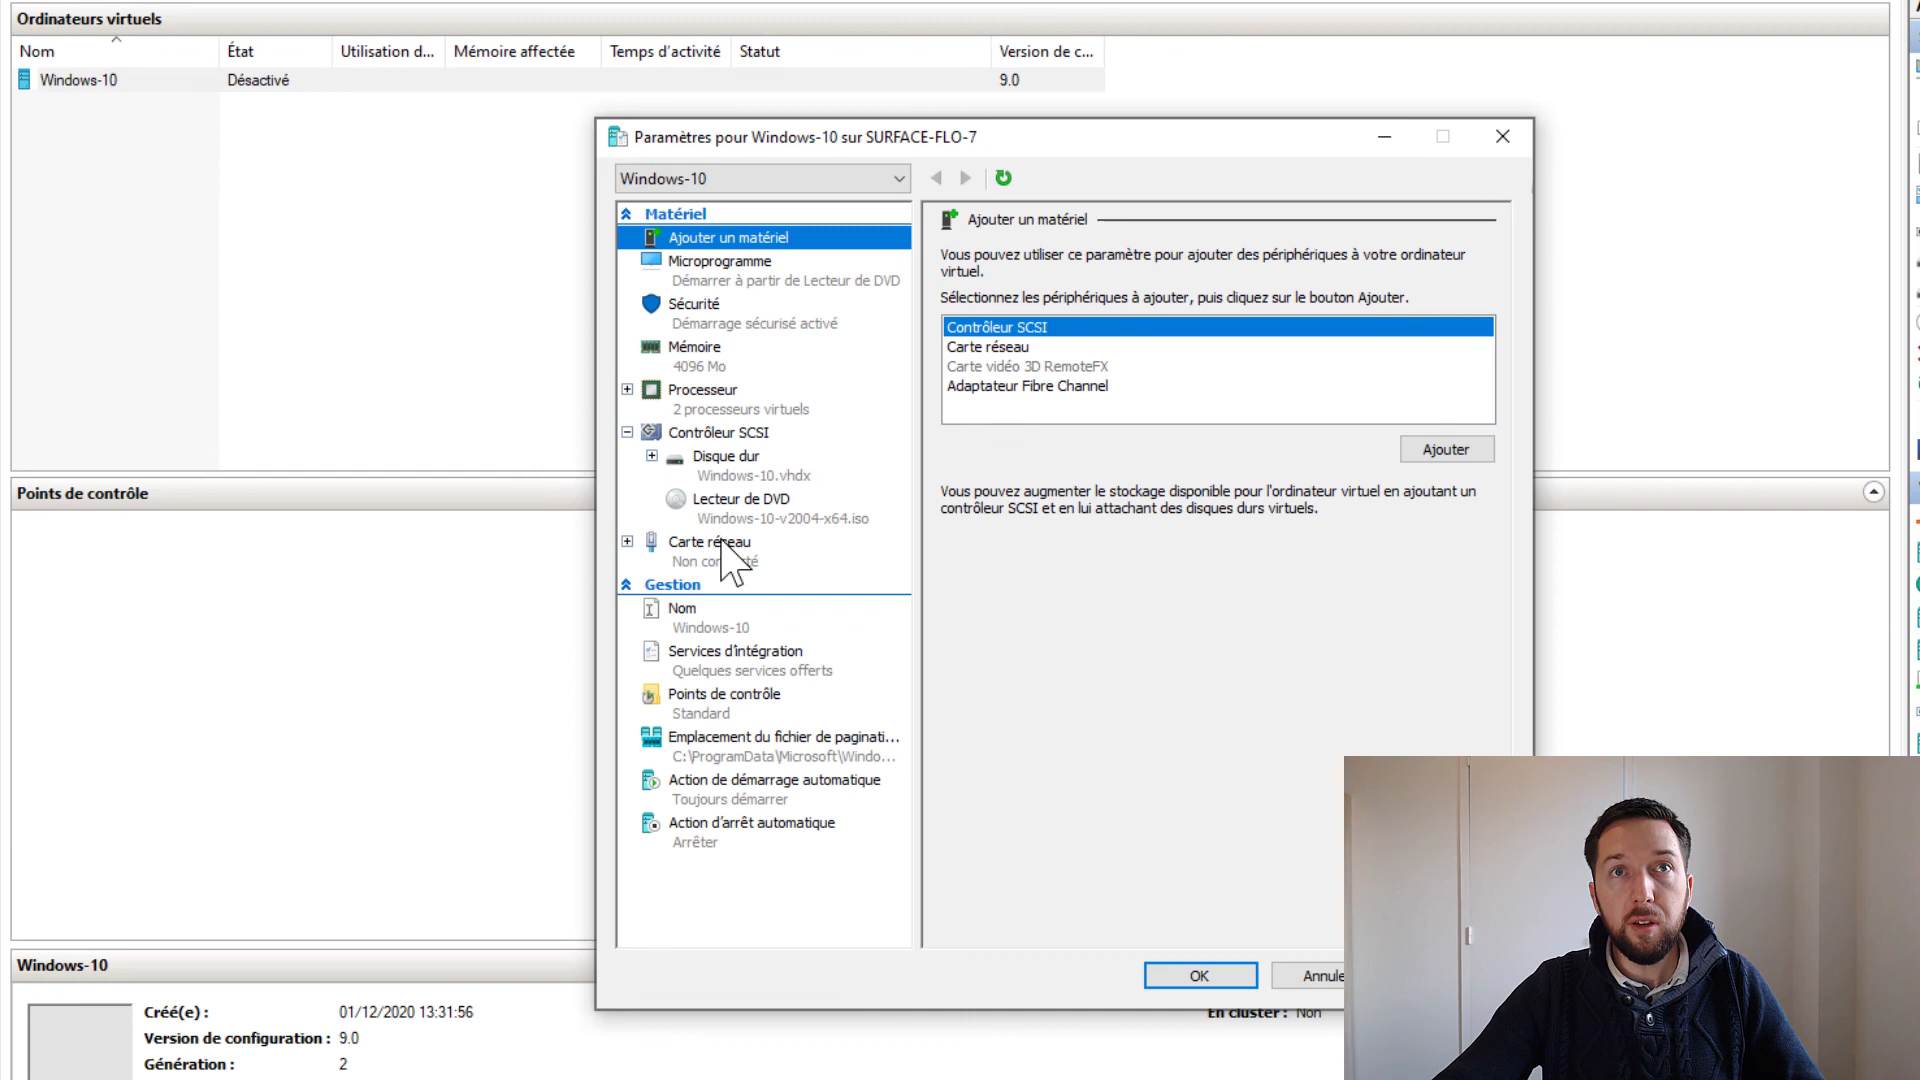 Ordinateurs virtuels
Nom
État
Utilisation d...
Mémoire affectée
Temps d'activité
Statut
Version de c...
Windows-10
Désactivé
9.0
Paramètres pour Windows-10 sur SURFACE-FLO-7
Windows-10
Matériel
Ajouter un matériel
Microprogramme
Démarrer à partir de Lecteur de DVD
Sécurité
Démarrage sécurisé activé
Mémoire
4096 Mo
Processeur
2 processeurs virtuels
Contrôleur SCSI
Disque dur
Windows-10.vhdx
Lecteur de DVD
Windows-10-v2004-x64.iso
Carte réseau
Gestion
Nom
Windows-10
Services d'intégration
Quelques services offerts
Points de contrôle
Standard
Emplacement du fichier de paginati...
C:\ProgramData\Microsoft\Windo...
Action de démarrage automatique
Toujours démarrer
Action d'arrêt automatique
Arrêter
Ajouter un matériel
Vous pouvez utiliser ce paramètre pour ajouter des périphériques à votre ordinateur
virtuel.
Sélectionnez les périphériques à ajouter, puis cliquez sur le bouton Ajouter.
Contrôleur SCSI
Carte réseau
Carte vidéo 3D RemoteFX
Adaptateur Fibre Channel
Ajouter
Vous pouvez augmenter le stockage disponible pour l'ordinateur virtuel en ajoutant un
contrôleur SCSI et en lui attachant des disques durs virtuels.
OK
Annule
Points de contrôle
Windows-10
Créé(e) :
01/12/2020 13:31:56
Version de configuration :
9.0
Génération :
2
En cluster :
Non